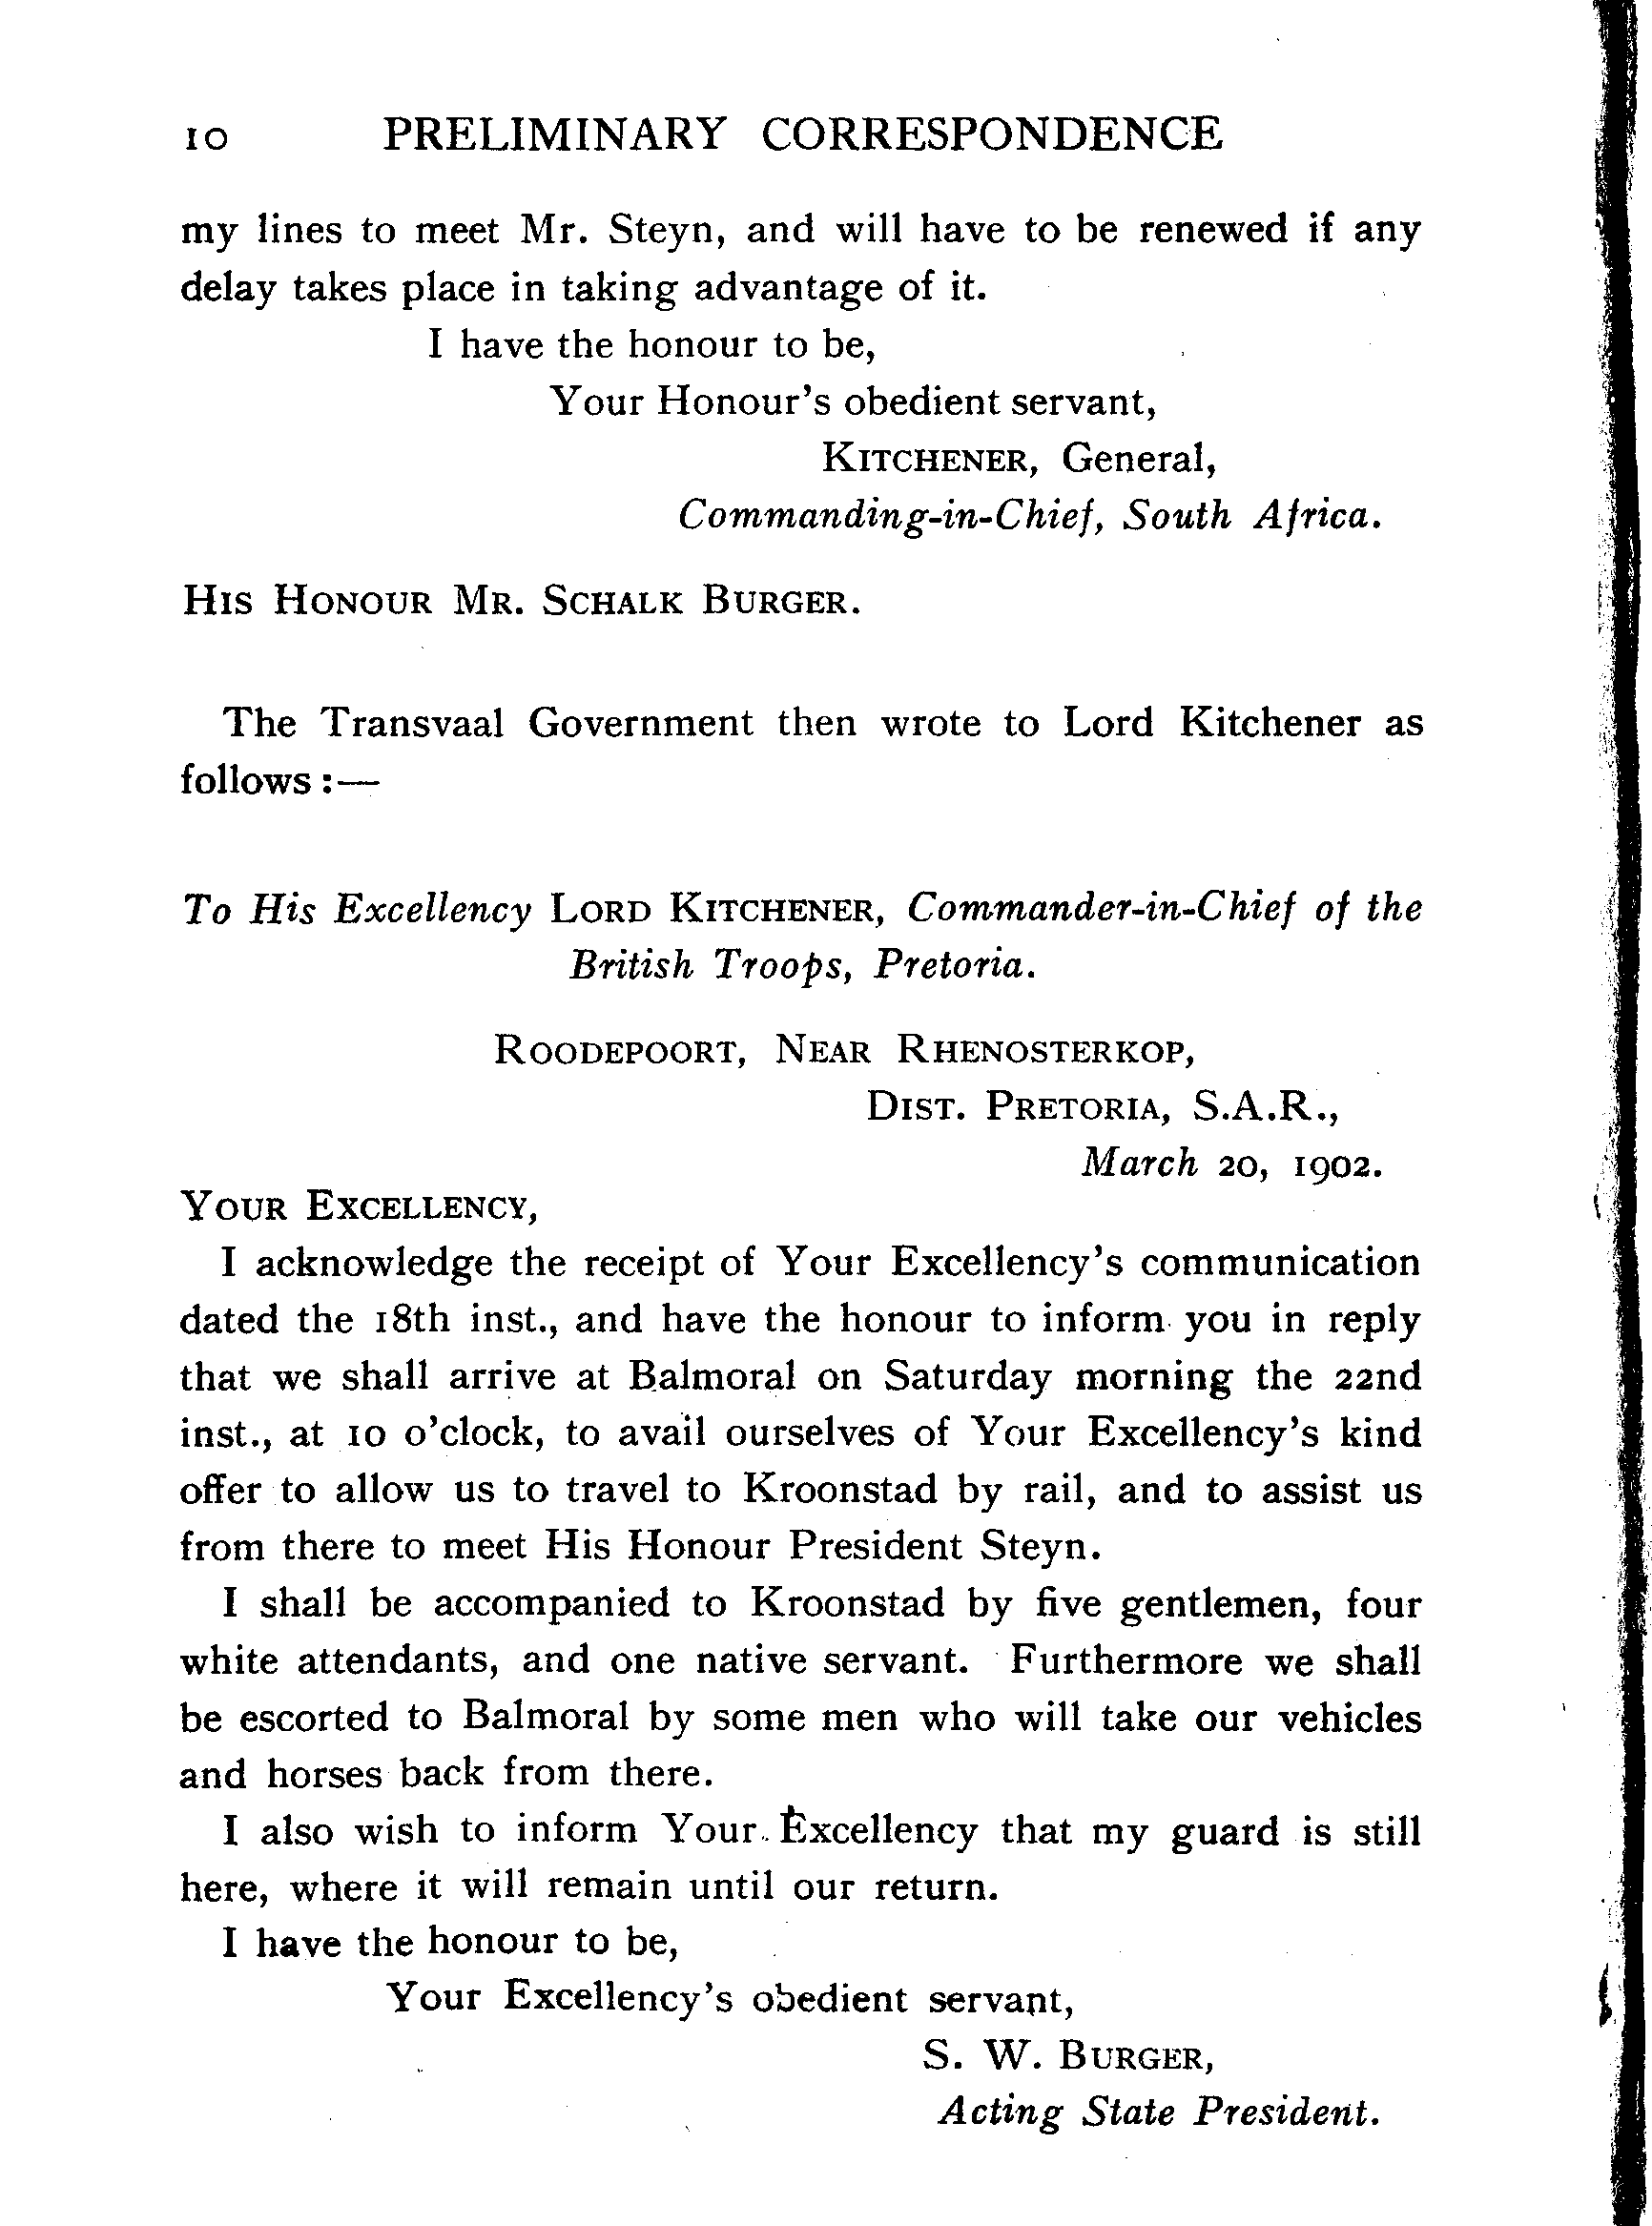 10 PRELIMINARY CORRESPONDENCE
my lines to meet Mr. Steyn, and will have to be renewed if any
delay takes place in taking advantage of it.
I have the honour to be,
Your Honour's obedient servant,
KITCHENER, General,
Commanding-in-Chief, South Africa.
HIS HONOUR MR. SCHALK BURGER.
The Transvaal Government then wrote to Lord Kitchener as
follows :—
To His Excellency LORD KITCHENER, Commander-in-Chief of the
British Troops, Pretoria.
ROODEPOORT, NEAR RHENOSTERKOP,
DIST. PRETORIA, S.A.R.,
March 20, 1902.
YOUR EXCELLENCY,
I acknowledge the receipt of Your Excellency's communication
dated the 18th inst., and have the honour to inform you in reply
that we shall arrive at Balmoral on Saturday morning the 22nd
inst., at 10 o'clock, to avail ourselves of Your Excellency's kind
offer to allow us to travel to Kroonstad by rail, and to assist us
from there to meet His Honour President Steyn.
I shall be accompanied to Kroonstad by five gentlemen, four
white attendants, and one native servant. Furthermore we shall
be escorted to Balmoral by some men who will take our vehicles
and horses back from there.
I also wish to inform Your Excellency that my guard is still
here, where it will remain until our return.
I have the honour to be,
Your Excellency's obedient servant,
S. W. BURGER,
Acting State President.